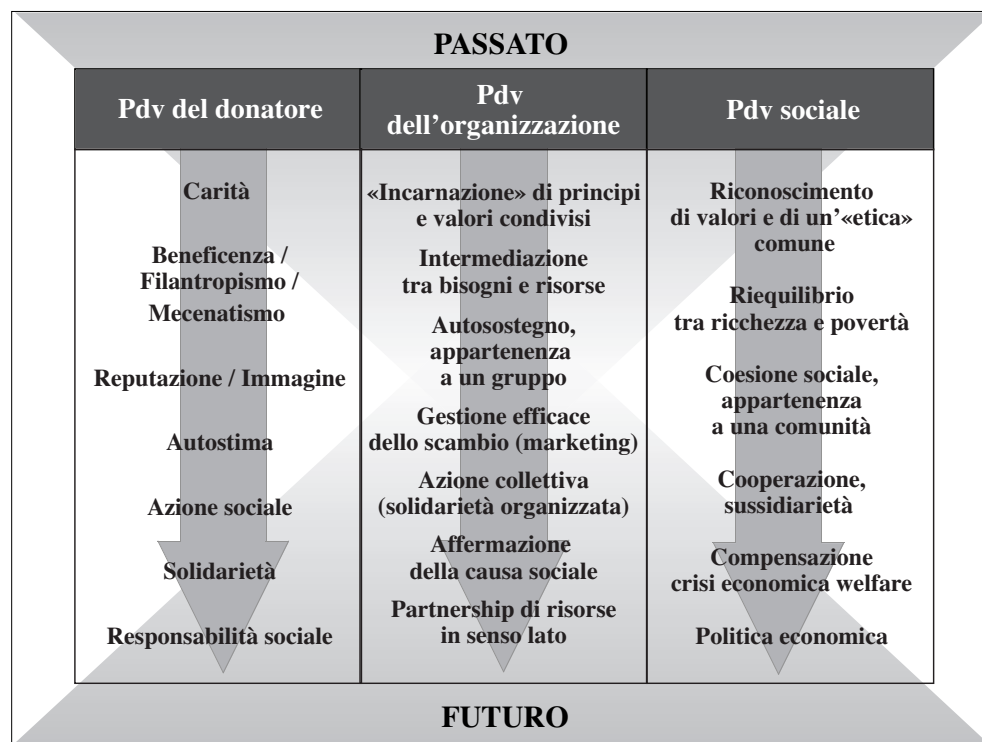 PASSATO
Pdv del donatore
Pdv
dell’organizzazione
Pdv sociale
Carità
Beneficenza /
Filantropismo /
Mecenatismo
Reputazione / Immagine
Autostima
Azione sociale
Solidarietà
Responsabilità sociale
«Incarnazione» di principi
e valori condivisi
Intermediazione
tra bisogni e risorse
Autosostegno,
appartenenza
a un gruppo
Gestione efficace
dello scambio (marketing)
Azione collettiva
(solidarietà organizzata)
Affermazione
della causa sociale
Partnership di risorse
in senso lato
Riconoscimento
di valori e di un’«etica»
comune
Riequilibrio
tra ricchezza e povertà
Coesione sociale,
appartenenza
a una comunità
Cooperazione,
sussidiarietà
Compensazione
crisi economica welfare
Politica economica
FUTURO